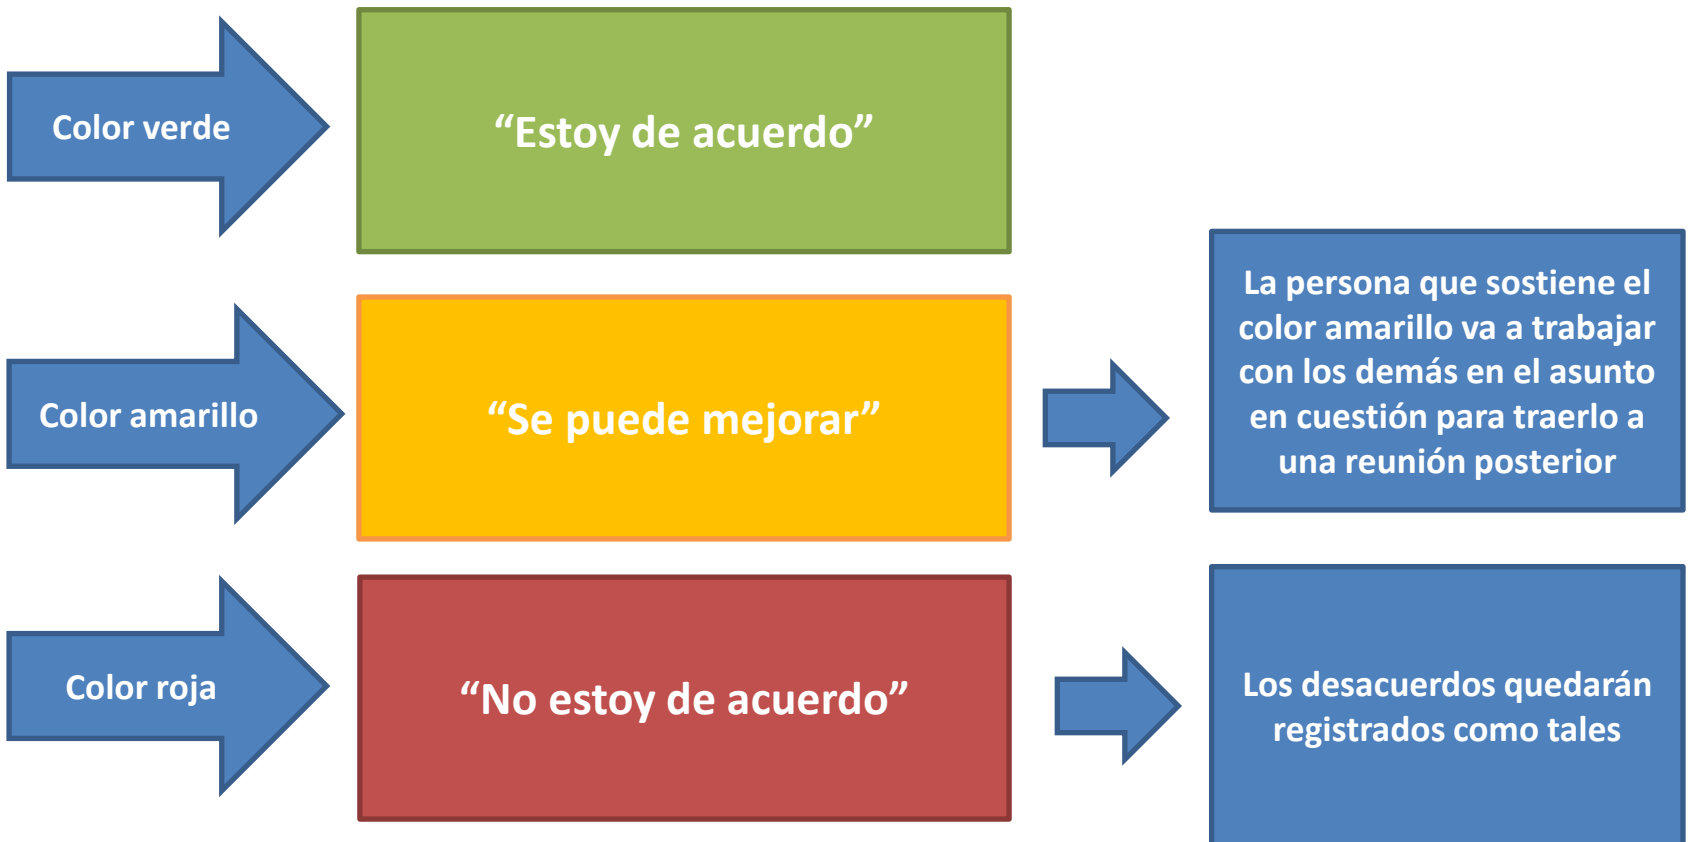 Color verde
“Estoy de acuerdo”
Color amarillo
“Se puede mejorar”
La persona que sostiene el
color amarillo va a trabajar
con los demás en el asunto
en cuestión para traerlo a
una reunión posterior
Color roja
“No estoy de acuerdo”
Los desacuerdos quedarán
registrados como tales